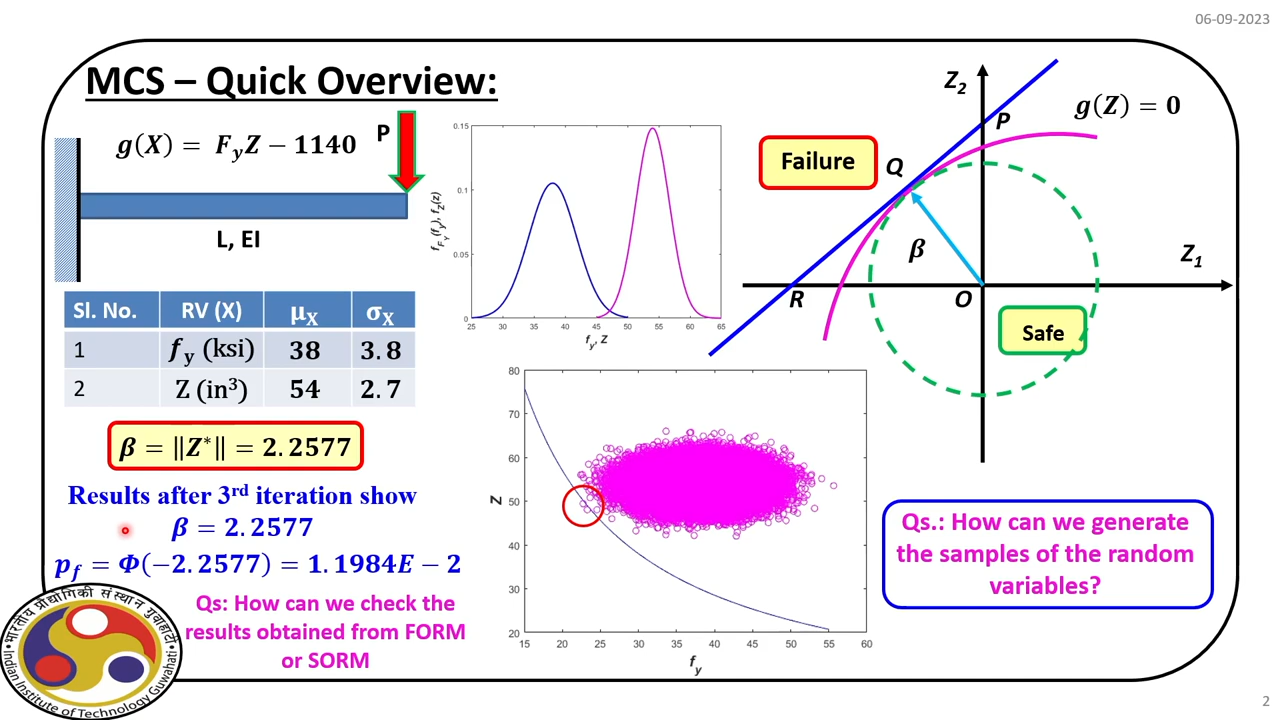 06-09-2023
MCS – Quick Overview:
g(X) = F_yZ − 1140
P
L, EI
Sl. No. RV (X) μ_X σ_X
1 f_y (ksi) 38 3.8
2 Z (in³) 54 2.7
β = ‖Z*‖ = 2.2577
Results after 3rd iteration show
β = 2.2577
p_f = Φ(−2.2577) = 1.1984E − 2
Qs: How can we check the
results obtained from FORM
or SORM
भारतीय प्रौद्योगिकी संस्थान गुवाहाटी
Indian Institute of Technology Guwahati
0.15
0.1
0.05
0
f_{F_y}(f_y), f_Z(z)
25 30 35 40 45 50 55 60 65
f_y, Z
80
70
60
50
40
30
20
Z
15 20 25 30 35 40 45 50 55 60
f_y
Z₂
g(Z) = 0
P
Failure
Q
β
Z₁
R
O
Safe
Qs.: How can we generate
the samples of the random
variables?
2